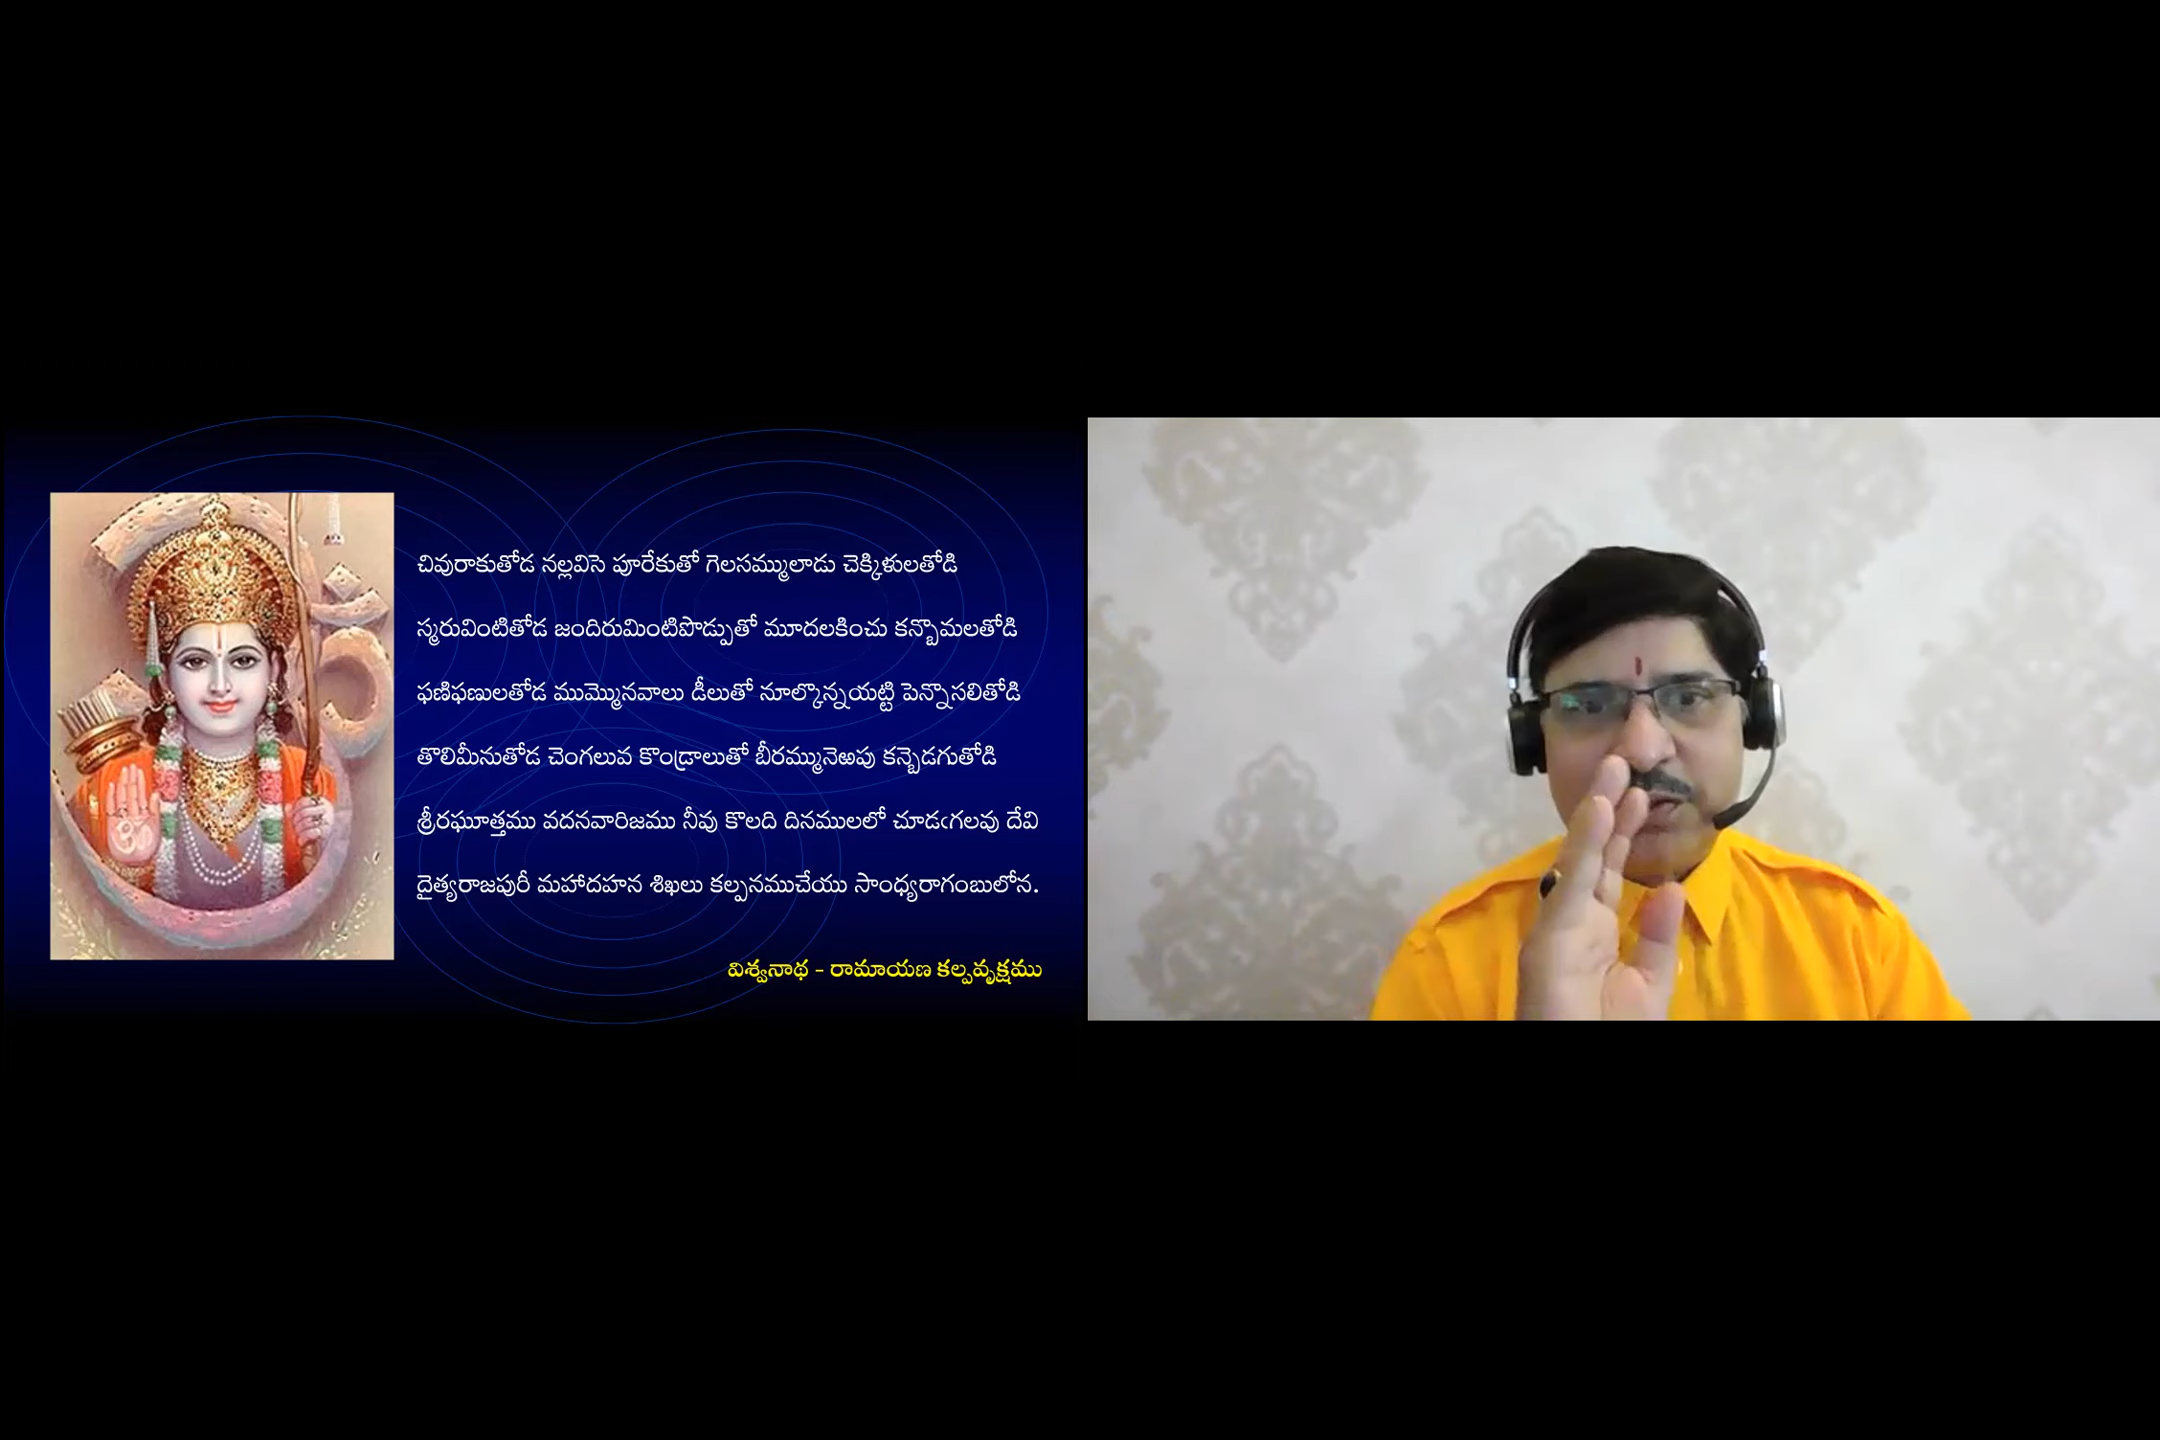 చివురాకుతోడ నల్లవిసె పూరేకుతో గెలసమ్ములాడు చెక్కిళులతోడి
స్మరువింటితోడ జందిరుమింటిపొడ్పుతో మూదలకించు కన్బొమలతోడి
ఫణిఫణులతోడ ముమ్మొనవాలు డీలుతో నూల్కొన్నయట్టి పెన్నొసలితోడి
తొలిమీనుతోడ చెంగలువ కొండ్రాలుతో బీరమ్మునెఱపు కన్బెడగుతోడి
శ్రీరఘూత్తము వదనవారిజము నీవు కొలది దినములలో చూడఁగలవు దేవి
దైత్యరాజపురీ మహాదహన శిఖలు కల్పనముచేయు సాంధ్యరాగంబులోన.
విశ్వనాథ - రామాయణ కల్పవృక్షము